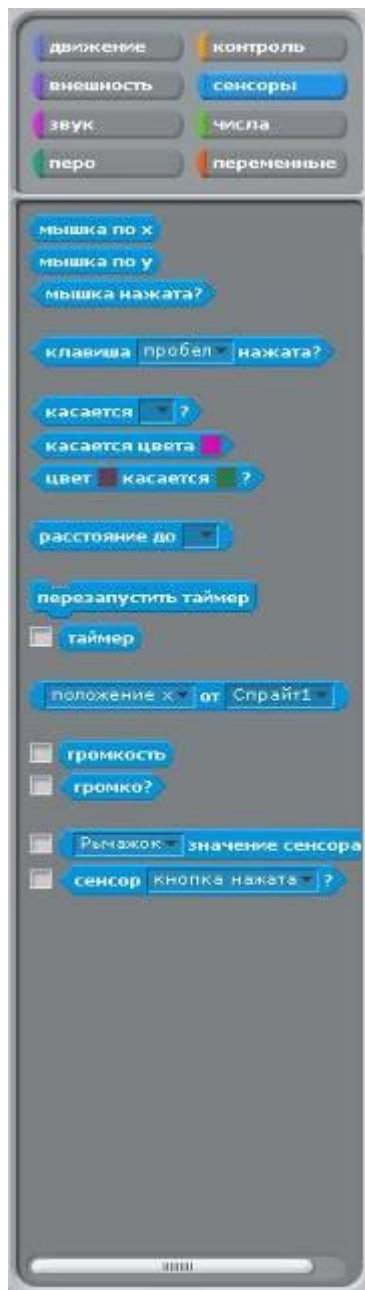 движение контроль
внешность сенсоры
звук числа
перо переменные
мышка по x
мышка по y
мышка нажата?
клавиша пробел нажата?
касается ?
касается цвета
цвет касается ?
расстояние до
перезапустить таймер
таймер
положение x от Спрайт1
громкость
громко?
Рымажок значение сенсора
сенсор кнопка нажата ?